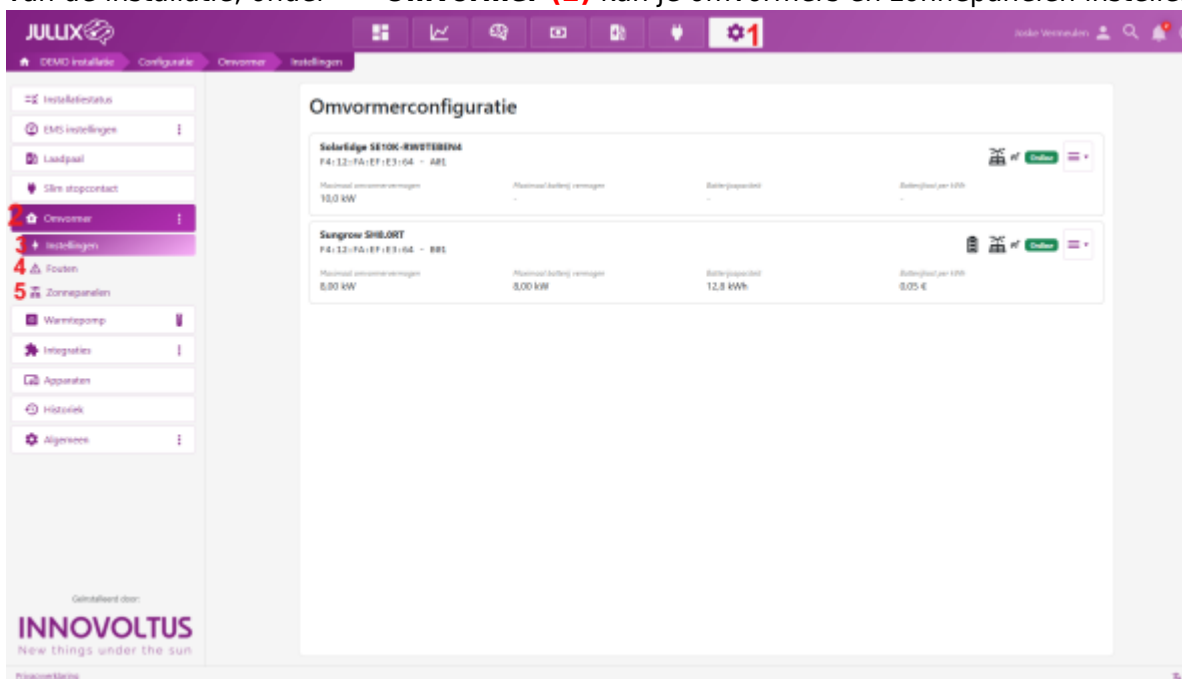 van de installatie, onder Omvormer (2) kan je omvormers en zonnepanelen instellen
JULLUX
1
Joske Vermeulen
DEMO installatie Configuratie Omvormer Instellingen
Installatiestatus
EMS instellingen
Laadpaal
Slim stopcontact
2 Omvormer
3 Instellingen
4 Fouten
5 Zonnepanelen
Warmtepomp
Integraties
Apparaten
Historiek
Algemeen
Omvormerconfiguratie
SolarEdge SE10K-RW0TEBEN4
F4:12:FA:EF:E3:64 - A01
Online
Maximaal omvormervermogen Maximaal batterij vermogen Batterijcapaciteit Batterijkost per kWh
10,0 kW - - -
Sungrow SH8.0RT
F4:12:FA:EF:E3:64 - B01
Online
Maximaal omvormervermogen Maximaal batterij vermogen Batterijcapaciteit Batterijkost per kWh
8,00 kW 8,00 kW 12,8 kWh 0,05 €
Geïnstalleerd door:
INNOVOLTUS
New things under the sun
Privacyverklaring